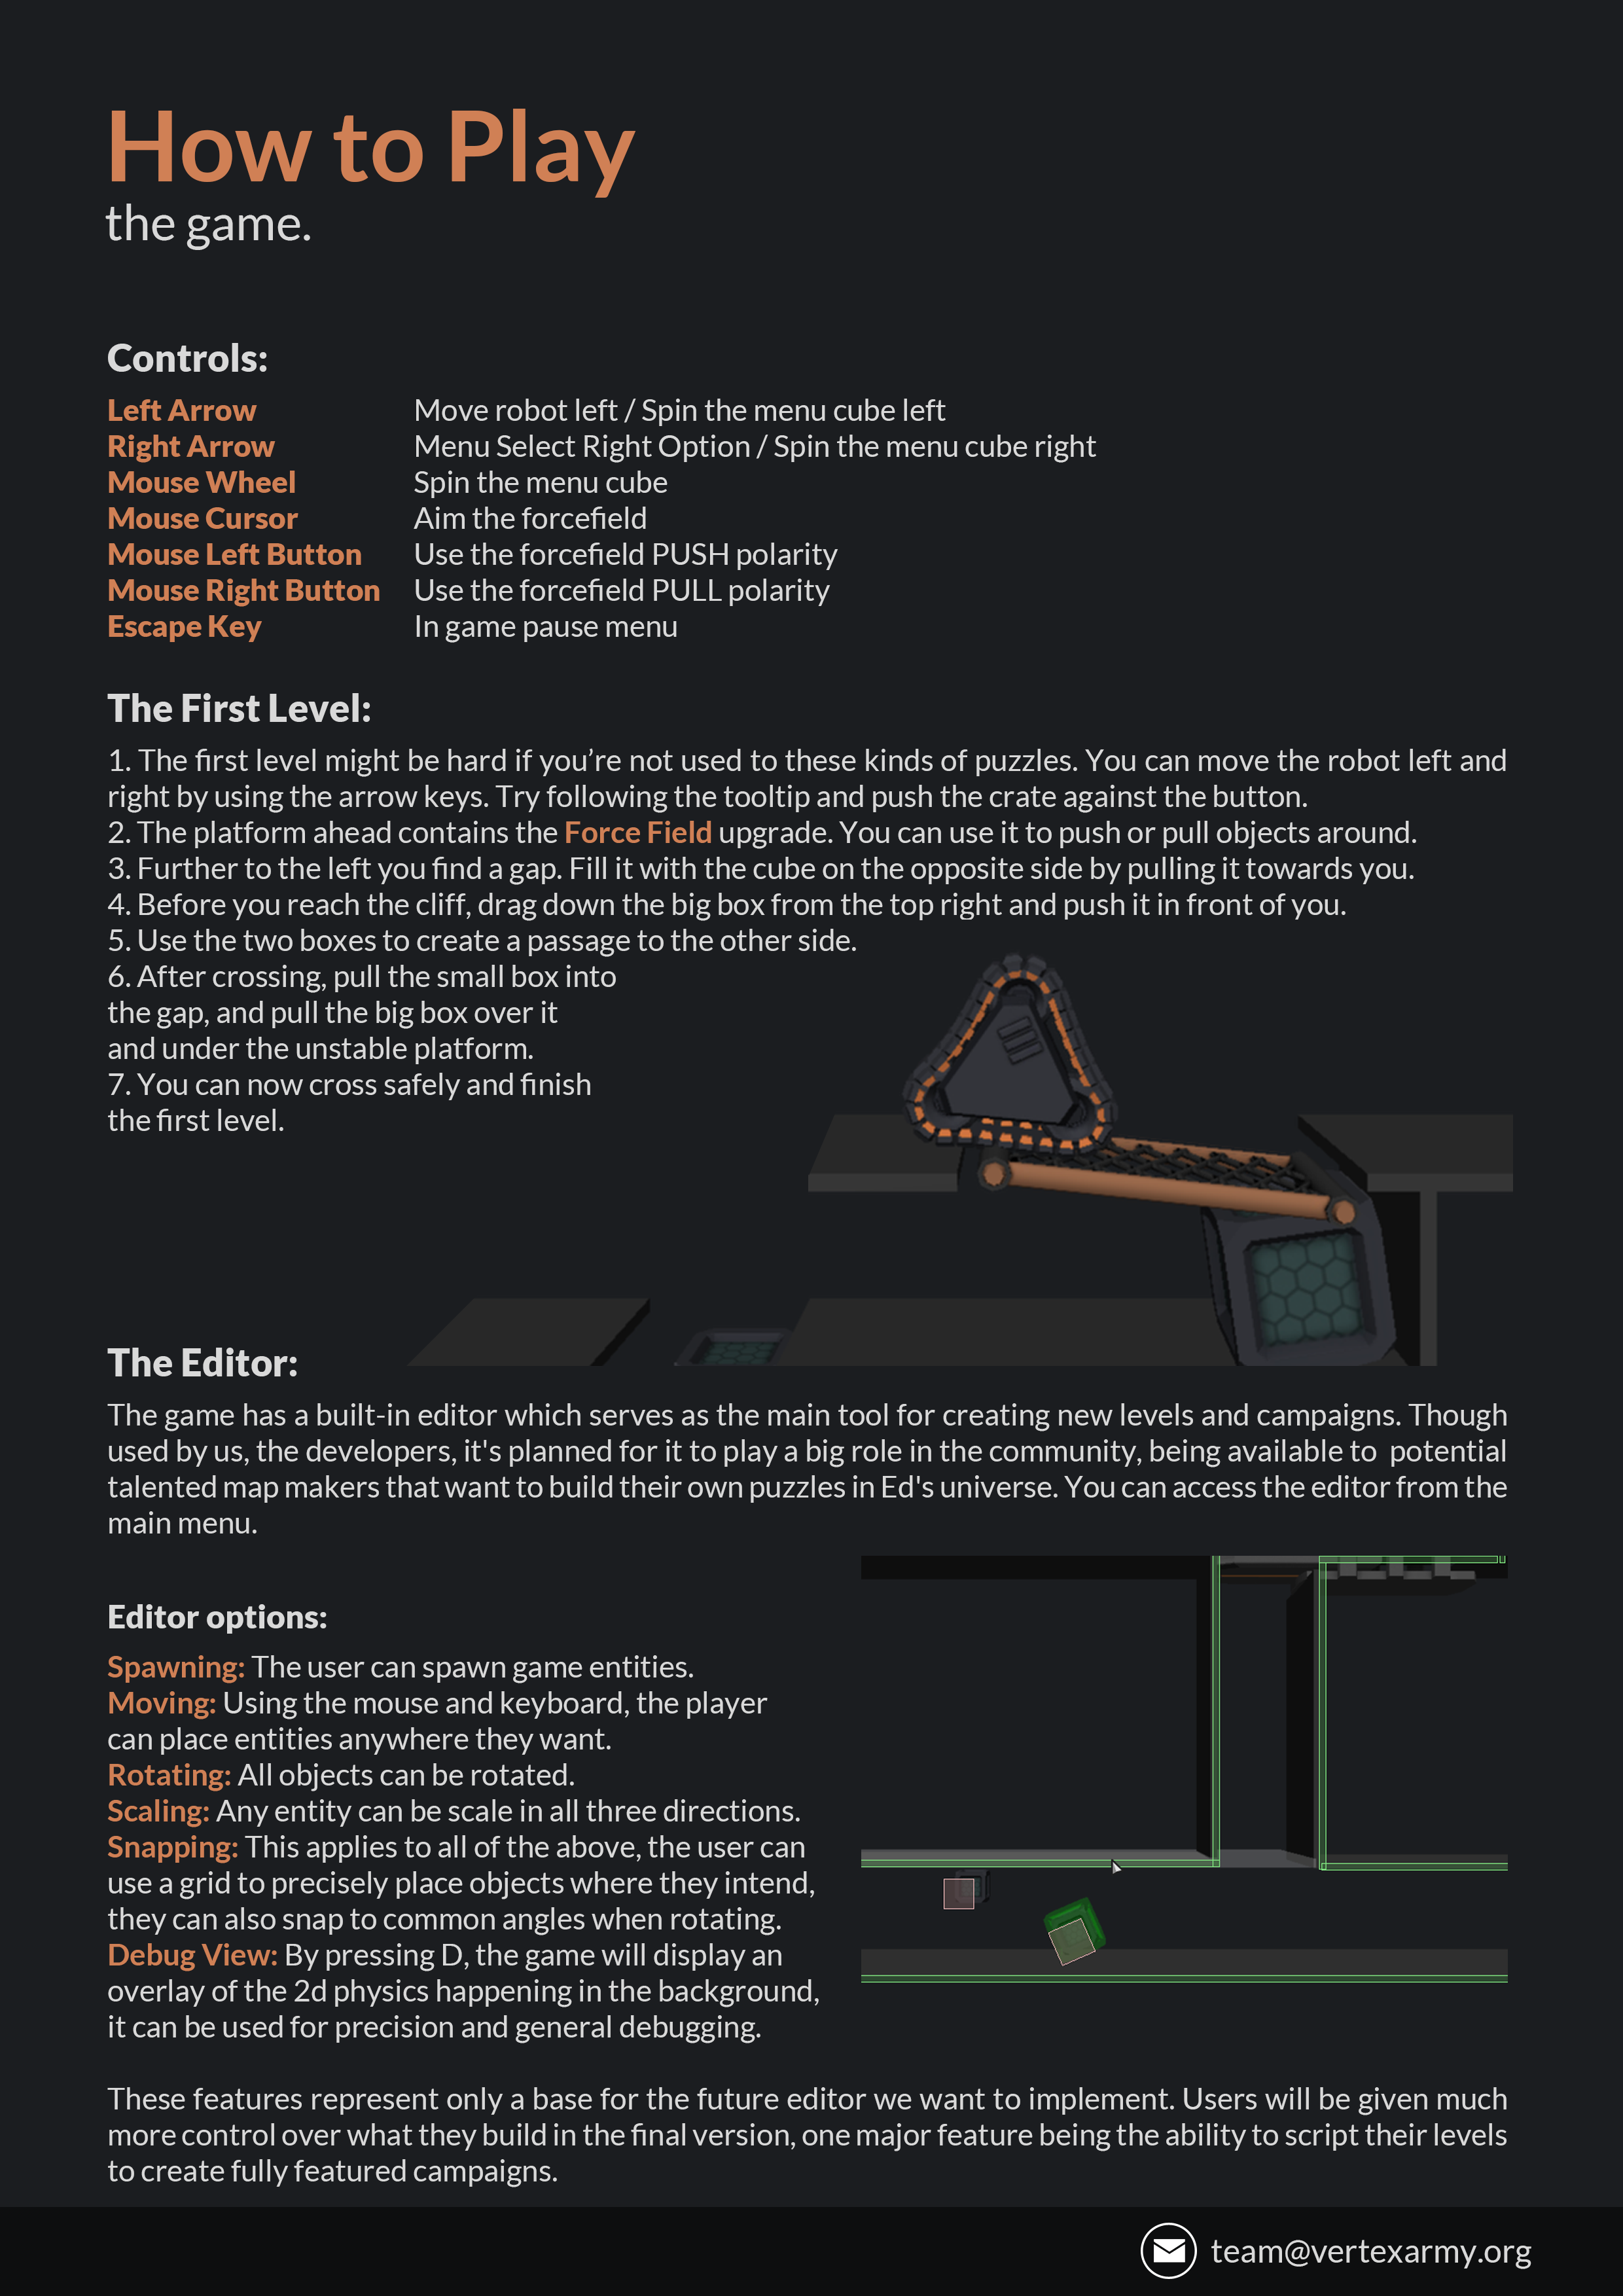 How to Play
the game.
Controls:
Left Arrow Move robot left / Spin the menu cube left
Right Arrow Menu Select Right Option / Spin the menu cube right
Mouse Wheel Spin the menu cube
Mouse Cursor Aim the forcefield
Mouse Left Button Use the forcefield PUSH polarity
Mouse Right Button Use the forcefield PULL polarity
Escape Key In game pause menu
The First Level:
1. The first level might be hard if you’re not used to these kinds of puzzles. You can move the robot left and
right by using the arrow keys. Try following the tooltip and push the crate against the button.
2. The platform ahead contains the Force Field upgrade. You can use it to push or pull objects around.
3. Further to the left you find a gap. Fill it with the cube on the opposite side by pulling it towards you.
4. Before you reach the cliff, drag down the big box from the top right and push it in front of you.
5. Use the two boxes to create a passage to the other side.
6. After crossing, pull the small box into
the gap, and pull the big box over it
and under the unstable platform.
7. You can now cross safely and finish
the first level.
The Editor:
The game has a built-in editor which serves as the main tool for creating new levels and campaigns. Though
used by us, the developers, it's planned for it to play a big role in the community, being available to potential
talented map makers that want to build their own puzzles in Ed's universe. You can access the editor from the
main menu.
Editor options:
Spawning: The user can spawn game entities.
Moving: Using the mouse and keyboard, the player
can place entities anywhere they want.
Rotating: All objects can be rotated.
Scaling: Any entity can be scale in all three directions.
Snapping: This applies to all of the above, the user can
use a grid to precisely place objects where they intend,
they can also snap to common angles when rotating.
Debug View: By pressing D, the game will display an
overlay of the 2d physics happening in the background,
it can be used for precision and general debugging.
These features represent only a base for the future editor we want to implement. Users will be given much
more control over what they build in the final version, one major feature being the ability to script their levels
to create fully featured campaigns.
team@vertexarmy.org